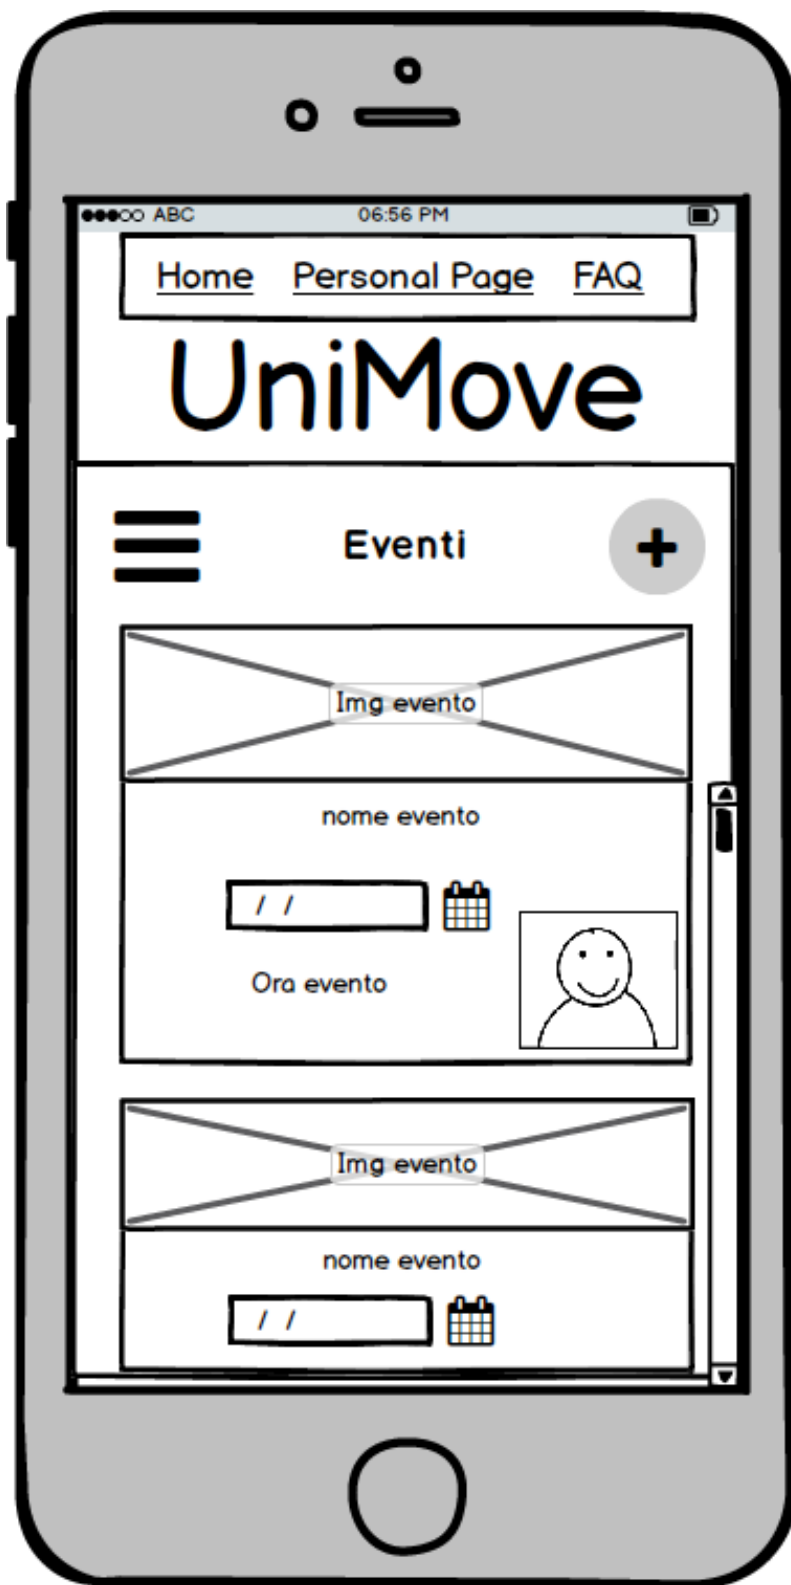 ABC 06:56 PM
Home Personal Page FAQ
UniMove
Eventi +
Img evento
nome evento
/ /
Ora evento
Img evento
nome evento
/ /